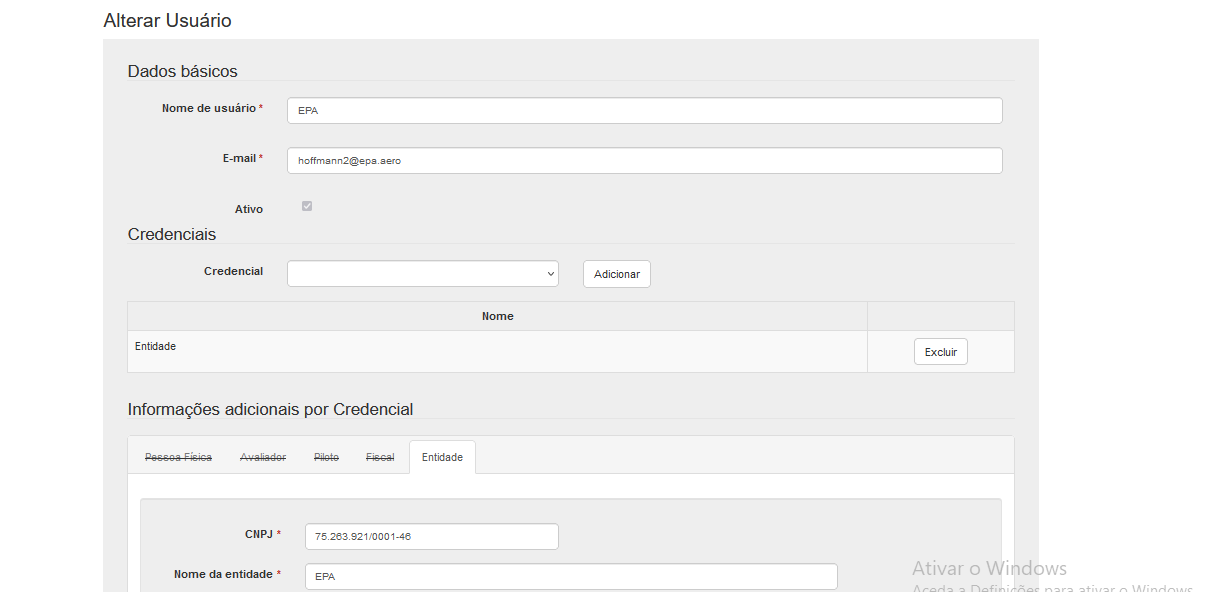 Alterar Usuário
Dados básicos
Nome de usuário *
EPA
E-mail *
hoffmann2@epa.aero
Ativo
Credenciais
Credencial
Adicionar
Nome
Entidade
Excluir
Informações adicionais por Credencial
Pessoa Física Avaliador Piloto Fiscal Entidade
CNPJ *
75.263.921/0001-46
Nome da entidade *
EPA
Ativar o Windows
Aceda a Definições para ativar o Windows